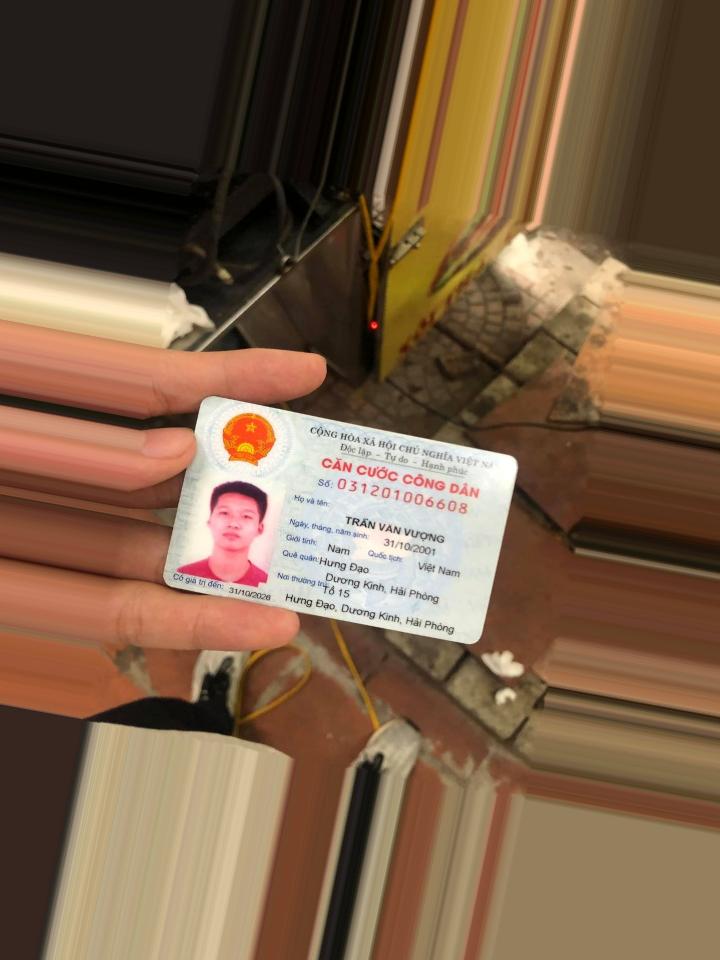 CỘNG HÒA XÃ HỘI CHỦ NGHĨA VIỆT NA
Độc lập - Tự do - Hạnh phúc
CĂN CƯỚC CÔNG DÂN
Số: 031201006608
Họ và tên:
TRẦN VĂN VƯỢNG
Ngày, tháng, năm sinh: 31/10/2001
Giới tính: Nam Quốc tịch: Việt Nam
Quê quán: Hưng Đạo
Dương Kinh, Hải Phòng
Nơi thường trú: Tổ 15
Hưng Đạo, Dương Kinh, Hải Phòng
Có giá trị đến: 31/10/2026